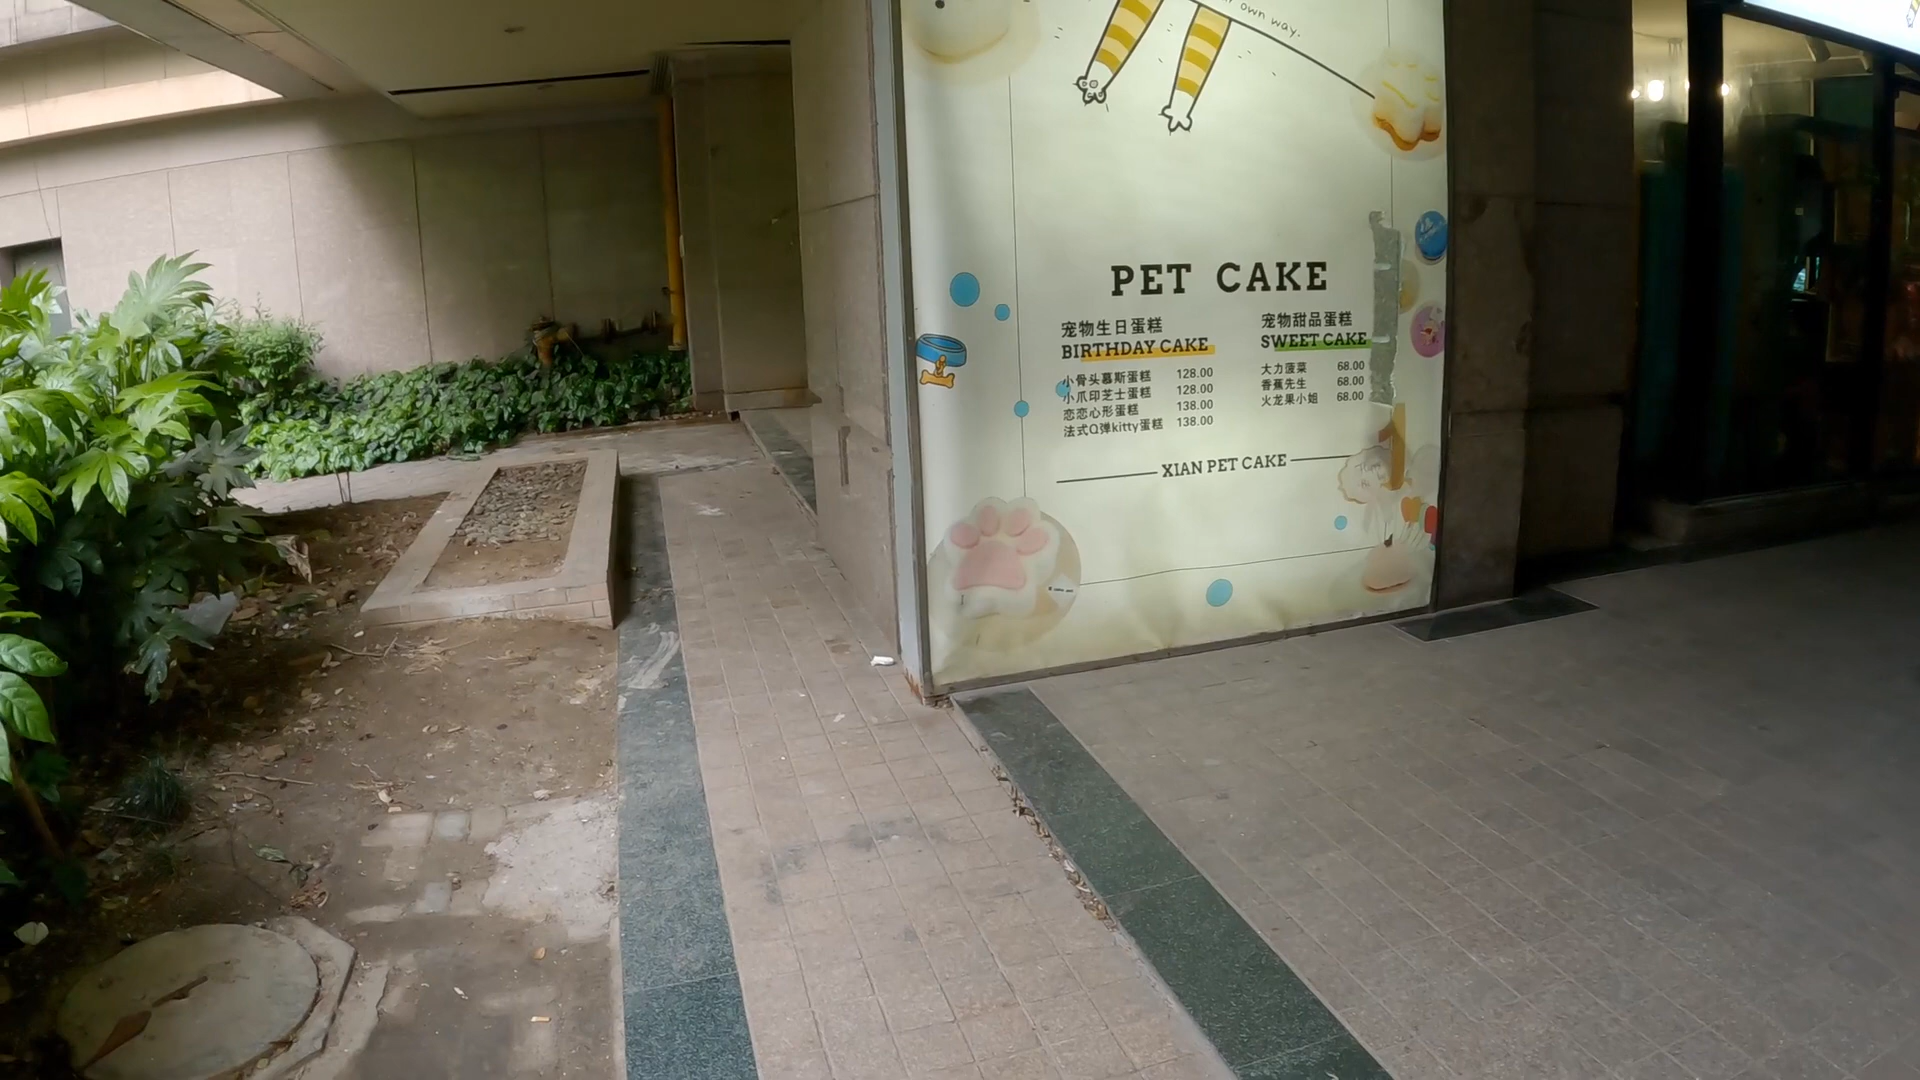 own way.
PET CAKE
宠物生日蛋糕
BIRTHDAY CAKE
小骨头慕斯蛋糕 128.00
小爪印芝士蛋糕 128.00
恋恋心形蛋糕 138.00
法式Q弹kitty蛋糕 138.00
宠物甜品蛋糕
SWEET CAKE
大力菠菜 68.00
香蕉先生 68.00
火龙果小姐 68.00
XIAN PET CAKE